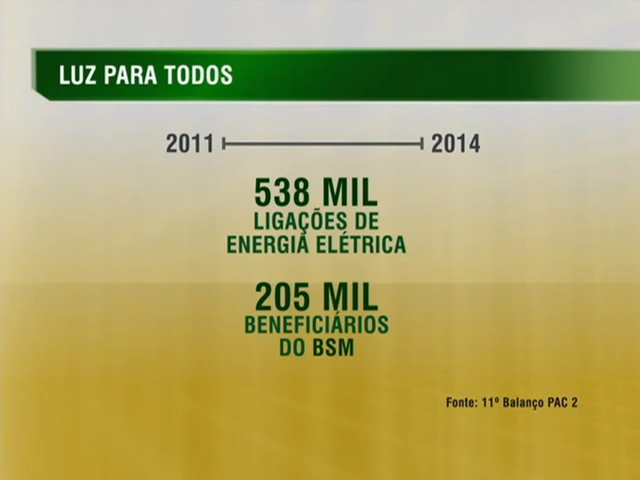 LUZ PARA TODOS
2011 2014
538 MIL
LIGAÇÕES DE
ENERGIA ELÉTRICA
205 MIL
BENEFICIÁRIOS
DO BSM
Fonte: 11º Balanço PAC 2